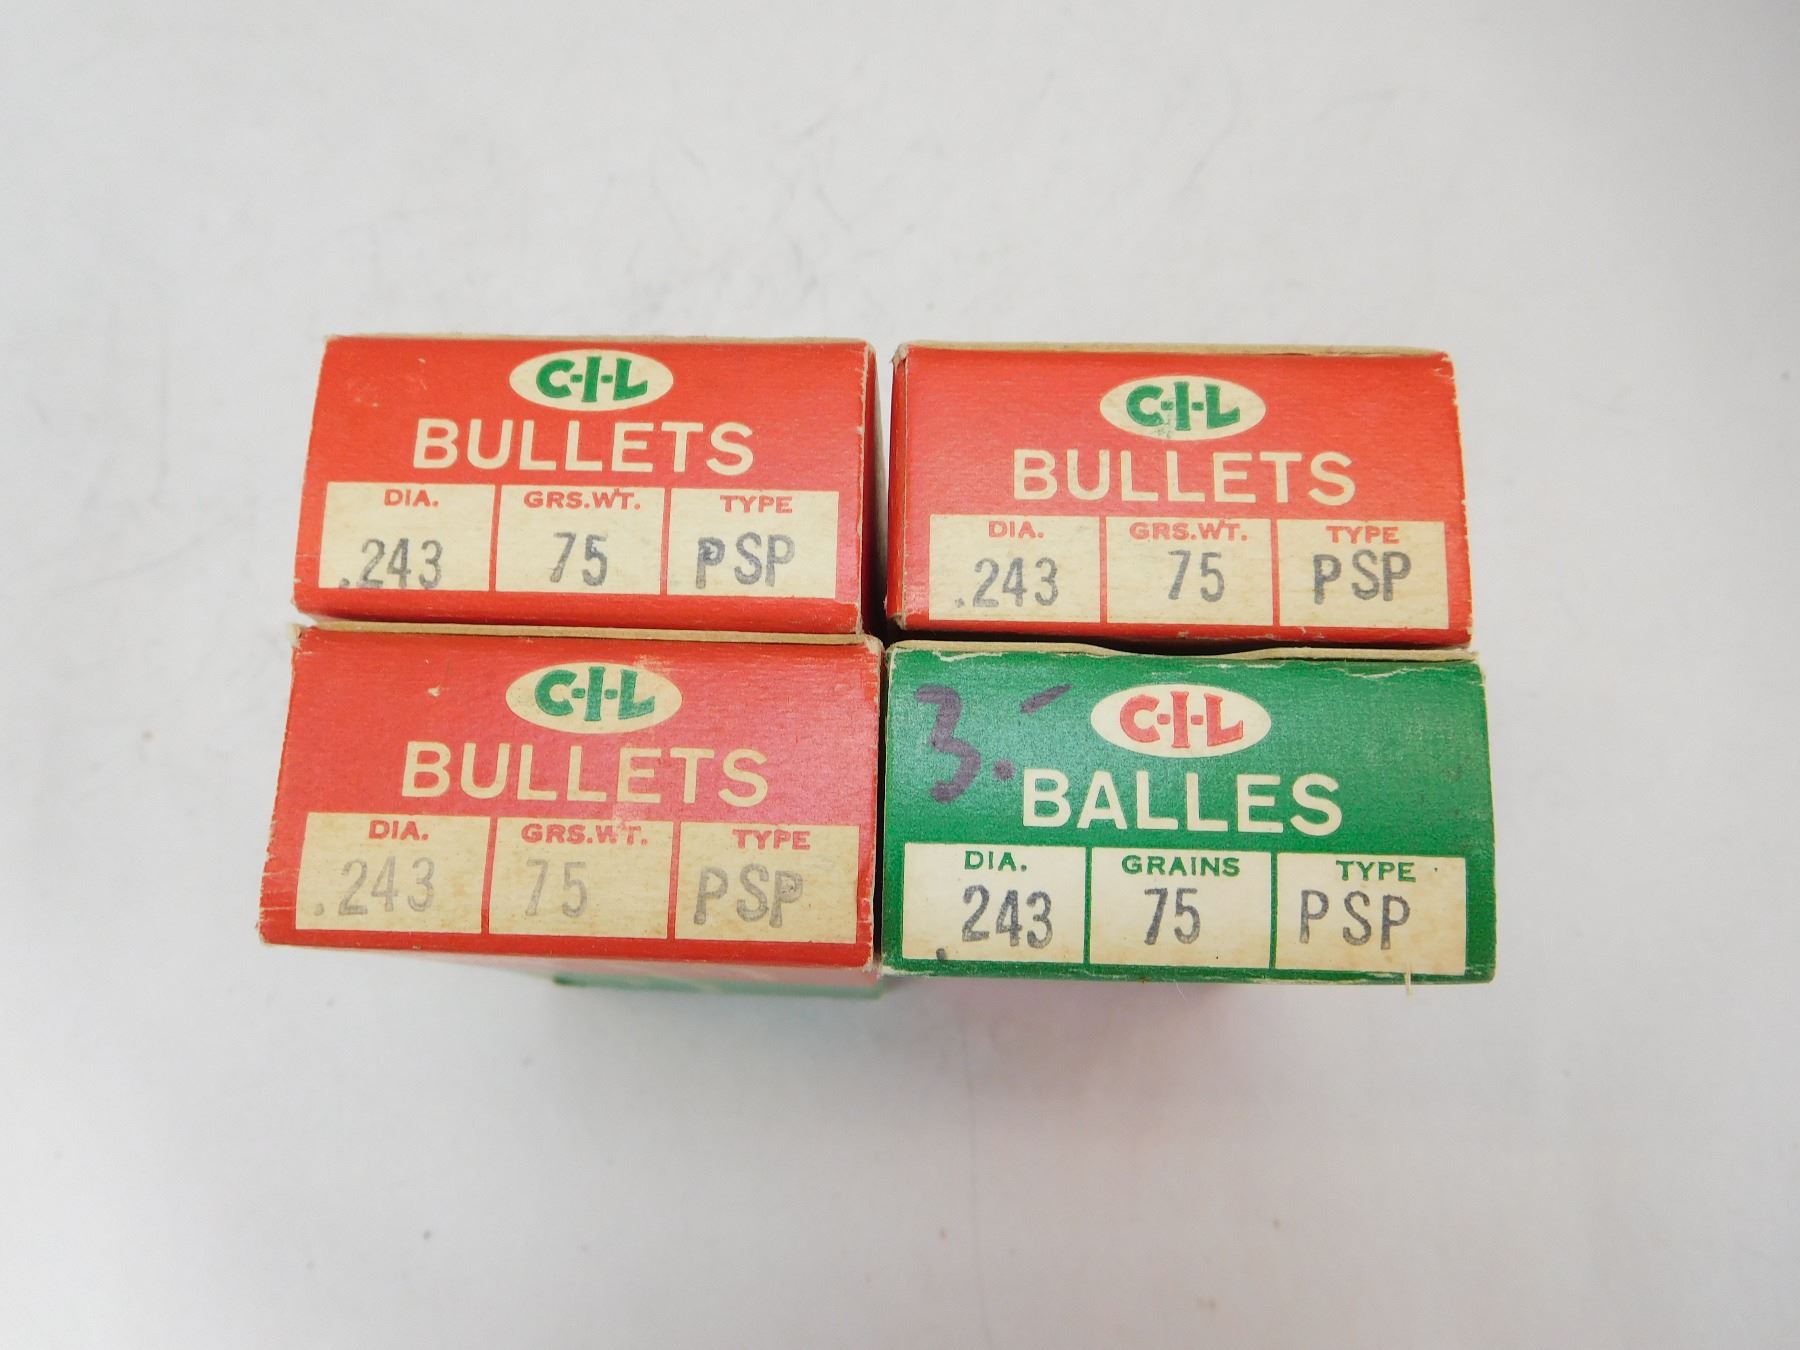 C-I-L
BULLETS
DIA. GRS.WT. TYPE
.243 75 PSP
C-I-L
BULLETS
DIA. GRS.WT. TYPE
.243 75 PSP
C-I-L
BULLETS
DIA. GRS.WT. TYPE
.243 75 PSP
3.-
C-I-L
BALLES
DIA. GRAINS TYPE
.243 75 PSP